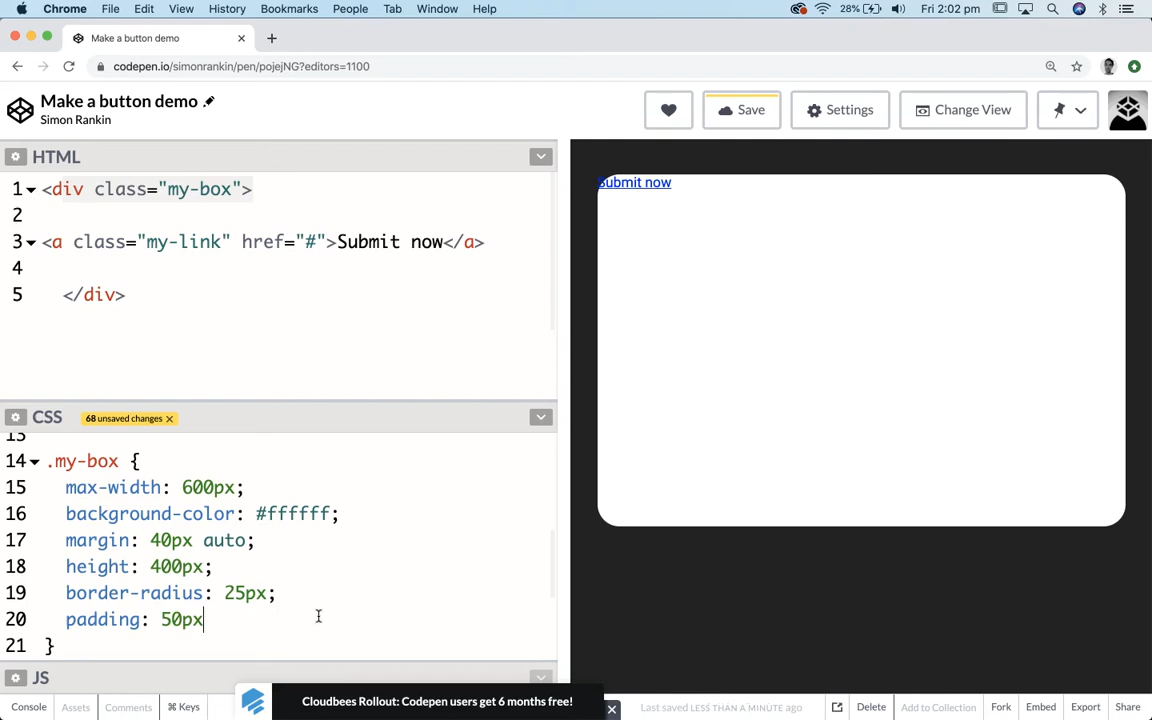 Chrome File Edit View History Bookmarks People Tab Window Help 28% Fri 2:02 pm
Make a button demo
codepen.io/simonrankin/pen/pojejNG?editors=1100
Make a button demo
Simon Rankin
Save Settings Change View
HTML
1 <div class="my-box">
2
3 <a class="my-link" href="#">Submit now</a>
4
5 </div>
Submit now
CSS 68 unsaved changes ×
13
14 .my-box {
15 max-width: 600px;
16 background-color: #ffffff;
17 margin: 40px auto;
18 height: 400px;
19 border-radius: 25px;
20 padding: 50px
21 }
JS
Console Assets Comments ⌘ Keys Cloudbees Rollout: Codepen users get 6 months free! Last saved LESS THAN A MINUTE ago Delete Add to Collection Fork Embed Export Share